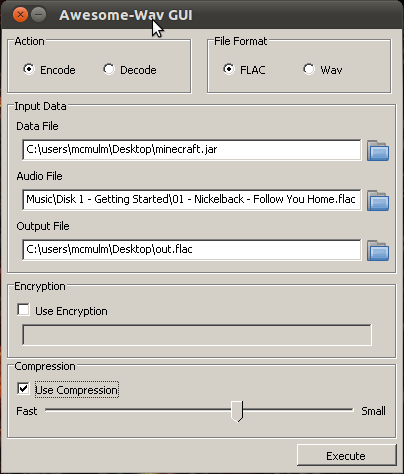 Awesome-Wav GUI
Action
File Format
Encode Decode
FLAC Wav
Input Data
Data File
C:\users\mcmulm\Desktop\minecraft.jar
Audio File
Music\Disk 1 - Getting Started\01 - Nickelback - Follow You Home.flac
Output File
C:\users\mcmulm\Desktop\out.flac
Encryption
Use Encryption
Compression
Use Compression
Fast Small
Execute